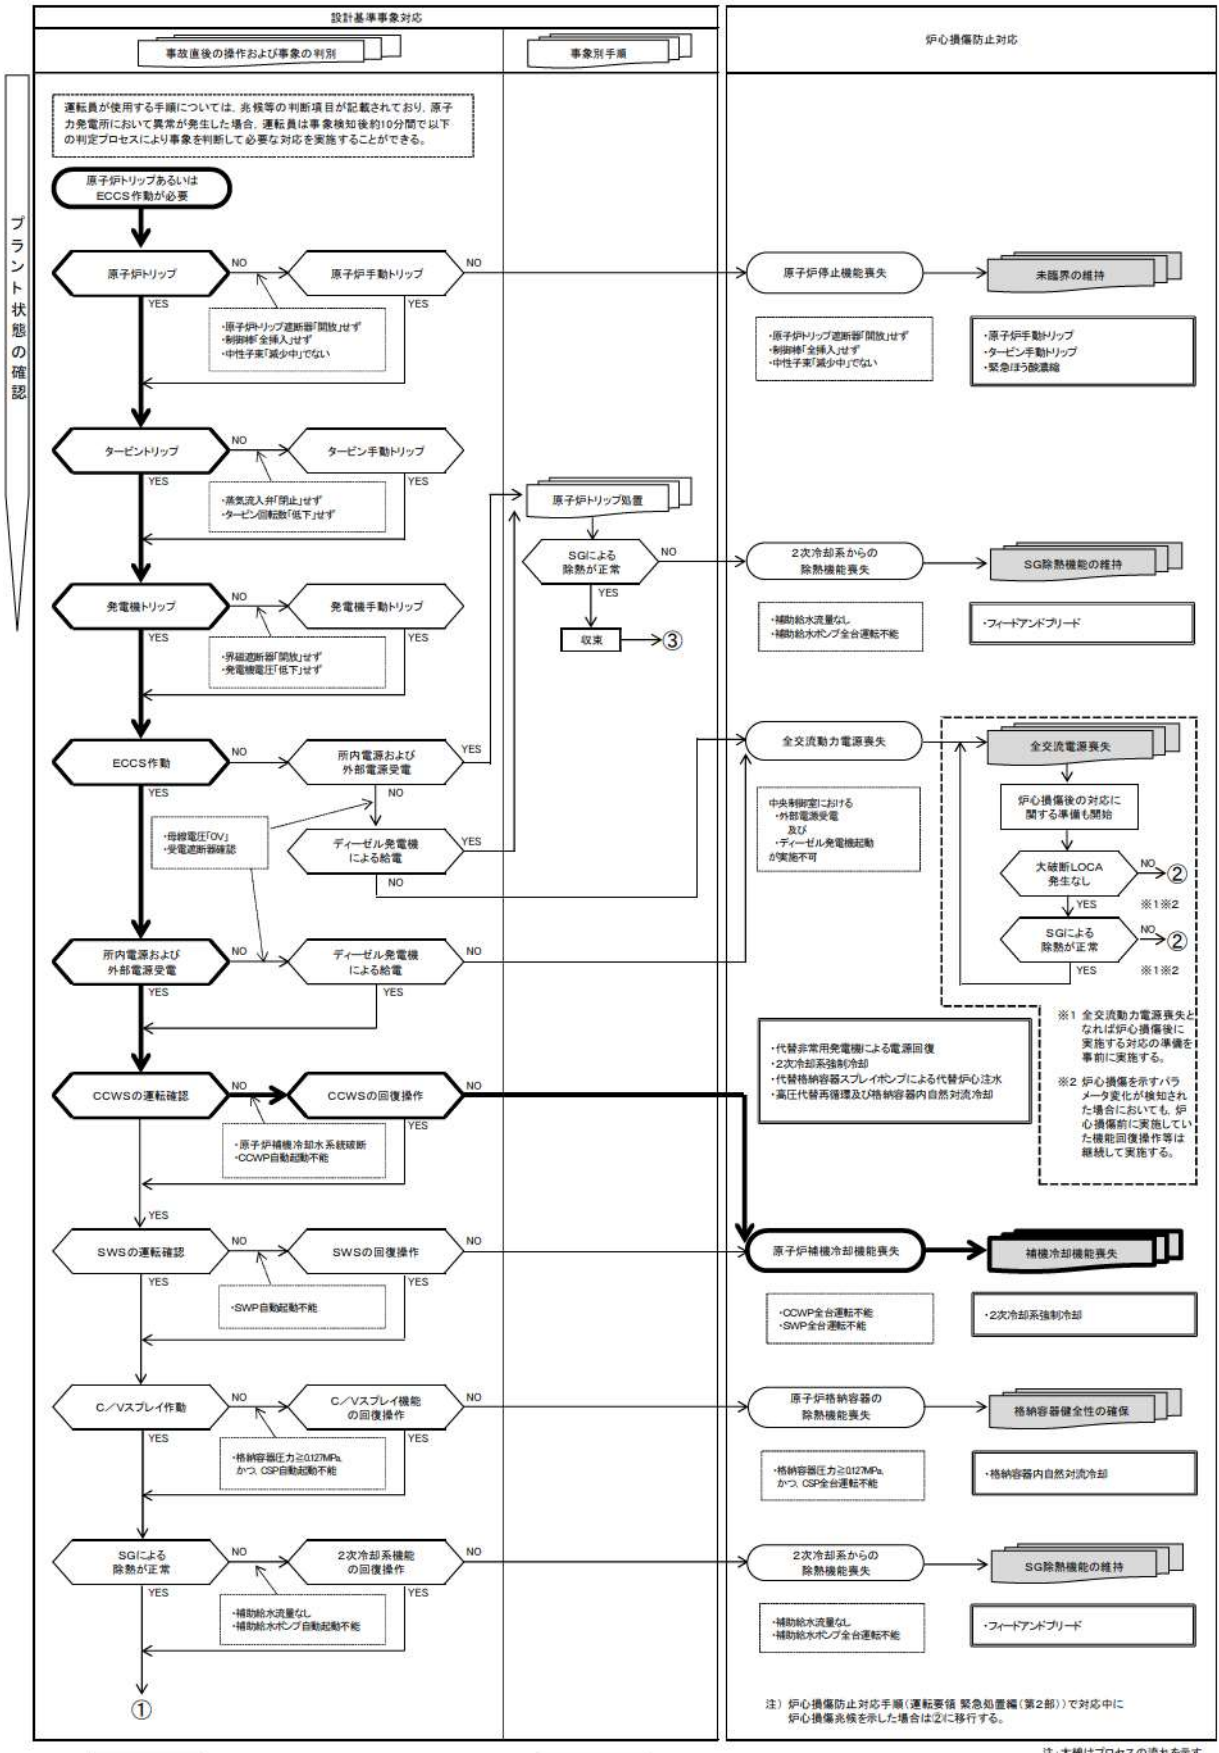 設計基準事象対応
炉心損傷防止対応
事故直後の操作および事象の判別
事象別手順
プラント状態の確認
運転員が使用する手順については、兆候等の判断項目が記載されており、原子
力発電所において異常が発生した場合、運転員は事象検知後約10分間で以下
の判定プロセスにより事象を判断して必要な対応を実施することができる。
原子炉トリップあるいは
ECCS作動が必要
原子炉トリップ
NO
原子炉手動トリップ
NO
原子炉停止機能喪失
未臨界の維持
YES
YES
・原子炉トリップ遮断器「開放」せず
・制御棒「全挿入」せず
・中性子束「減少中」でない
・原子炉トリップ遮断器「開放」せず
・制御棒「全挿入」せず
・中性子束「減少中」でない
・原子炉手動トリップ
・タービン手動トリップ
・緊急ほう酸濃縮
タービントリップ
NO
タービン手動トリップ
YES
YES
・蒸気流入弁「閉止」せず
・タービン回転数「低下」せず
原子炉トリップ処置
SGによる
除熱が正常
NO
2次冷却系からの
除熱機能喪失
SG除熱機能の維持
YES
収束
③
・補助給水流量なし
・補助給水ポンプ全台運転不能
・フィードアンドブリード
発電機トリップ
NO
発電機手動トリップ
YES
YES
・界磁遮断器「開放」せず
・発電機電圧「低下」せず
ECCS作動
NO
所内電源および
外部電源受電
YES
全交流動力電源喪失
全交流電源喪失
YES
NO
・母線電圧「0V」
・受電遮断器確認
ディーゼル発電機
による給電
YES
NO
中央制御室における
・外部電源受電
及び
・ディーゼル発電機起動
が実施不可
炉心損傷後の対応に
関する準備も開始
大破断LOCA
発生なし
NO
②
YES
※1※2
SGによる
除熱が正常
NO
②
YES
※1※2
所内電源および
外部電源受電
NO
ディーゼル発電機
による給電
NO
YES
YES
※1 全交流動力電源喪失と
なれば炉心損傷後に
実施する対応の準備を
事前に実施する。
※2 炉心損傷を示すパラ
メータ変化が検知され
た場合においても、炉
心損傷前に実施してい
た機能回復操作等は
継続して実施する。
・代替非常用発電機による電源回復
・2次冷却系強制冷却
・代替格納容器スプレイポンプによる代替炉心注水
・高圧代替再循環及び格納容器内自然対流冷却
CCWSの運転確認
NO
CCWSの回復操作
NO
YES
・原子炉補機冷却水系統破断
・CCWP自動起動不能
YES
SWSの運転確認
NO
SWSの回復操作
NO
原子炉補機冷却機能喪失
補機冷却機能喪失
YES
YES
・SWP自動起動不能
・CCWP全台運転不能
・SWP全台運転不能
・2次冷却系強制冷却
C／Vスプレイ作動
NO
C／Vスプレイ機能
の回復操作
NO
原子炉格納容器の
除熱機能喪失
格納容器健全性の確保
YES
YES
・格納容器圧力≧0.127MPa、
かつ、CSP自動起動不能
・格納容器圧力≧0.127MPa、
かつ、CSP全台運転不能
・格納容器内自然対流冷却
SGによる
除熱が正常
NO
2次冷却系機能
の回復操作
NO
2次冷却系からの
除熱機能喪失
SG除熱機能の維持
YES
YES
・補助給水流量なし
・補助給水ポンプ自動起動不能
・補助給水流量なし
・補助給水ポンプ全台運転不能
・フィードアンドブリード
①
注） 炉心損傷防止対応手順（運転要領 緊急処置編（第2部））で対応中に
炉心損傷兆候を示した場合は②に移行する。
注：太線はプロセスの流れを示す